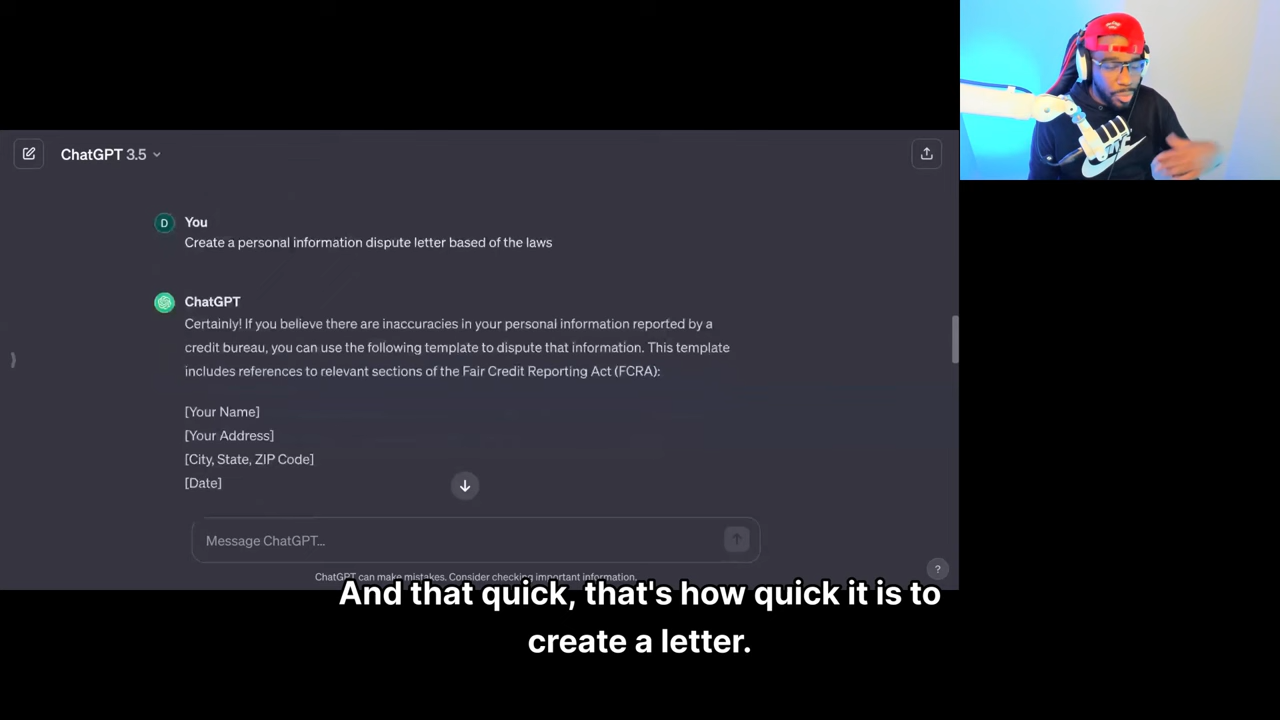 ChatGPT 3.5
D
You
Create a personal information dispute letter based of the laws
ChatGPT
Certainly! If you believe there are inaccuracies in your personal information reported by a
credit bureau, you can use the following template to dispute that information. This template
includes references to relevant sections of the Fair Credit Reporting Act (FCRA):
[Your Name]
[Your Address]
[City, State, ZIP Code]
[Date]
Message ChatGPT...
ChatGPT can make mistakes. Consider checking important information.
?
And that quick, that's how quick it is to
create a letter.